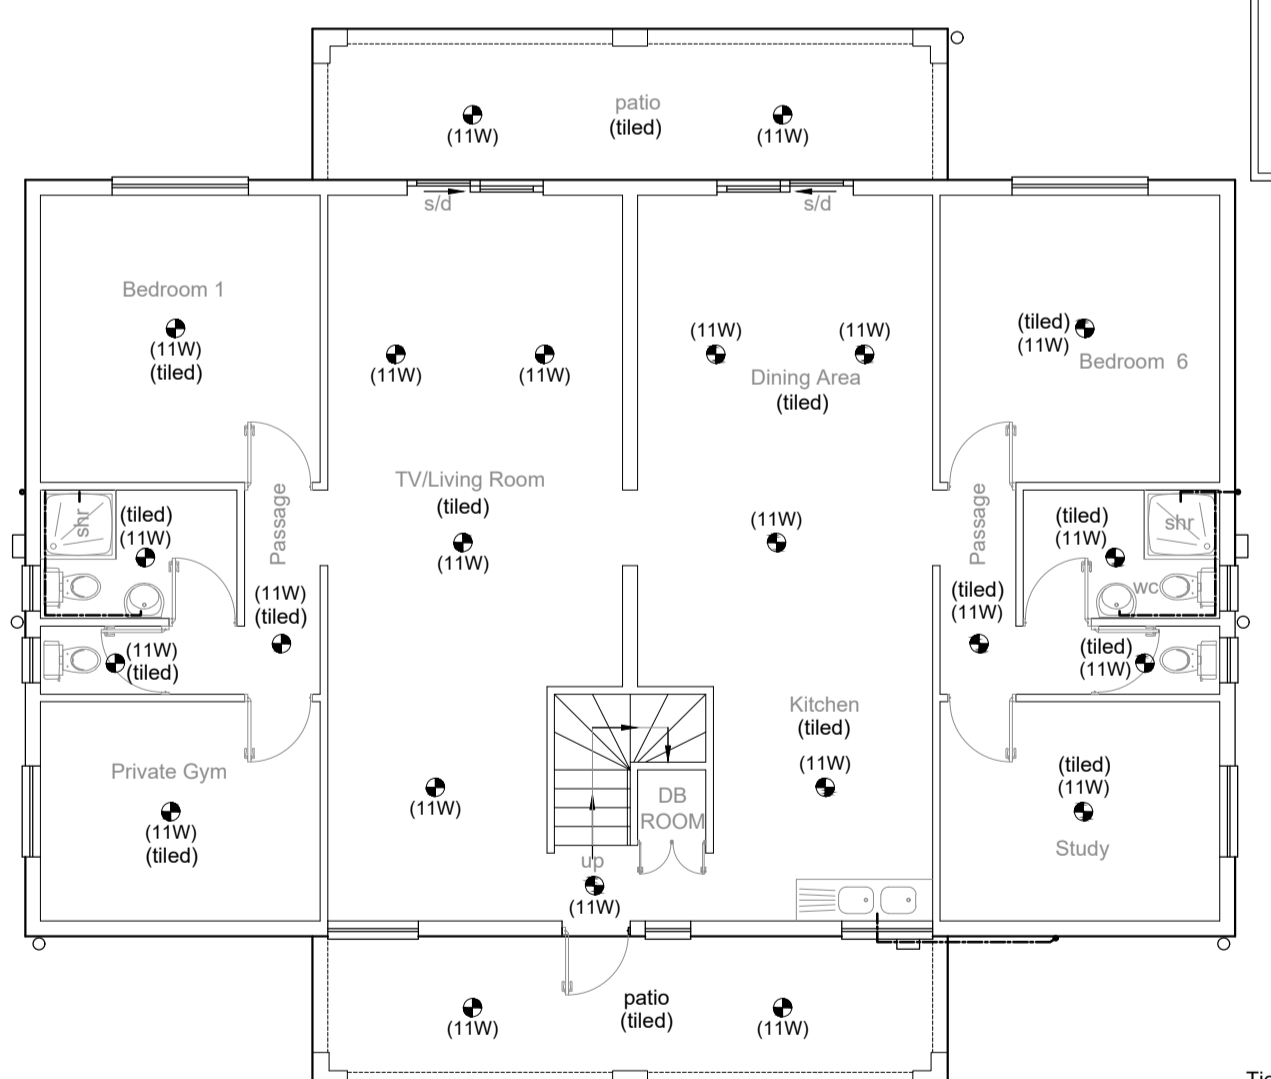 patio
(tiled)
(11W)
(11W)
s/d
s/d
Bedroom 1
(11W)
(tiled)
(11W)
(11W)
(11W)
(11W)
Dining Area
(tiled)
(tiled)
(11W)
Bedroom 6
TV/Living Room
(tiled)
(11W)
(11W)
shr
(tiled)
(11W)
Passage
(11W)
(tiled)
(11W)
(tiled)
Passage
(tiled)
(11W)
(tiled)
(11W)
shr
wc
(tiled)
(11W)
Private Gym
(11W)
(tiled)
(11W)
DB
ROOM
up
(11W)
Kitchen
(tiled)
(11W)
(tiled)
(11W)
Study
patio
(tiled)
(11W)
(11W)